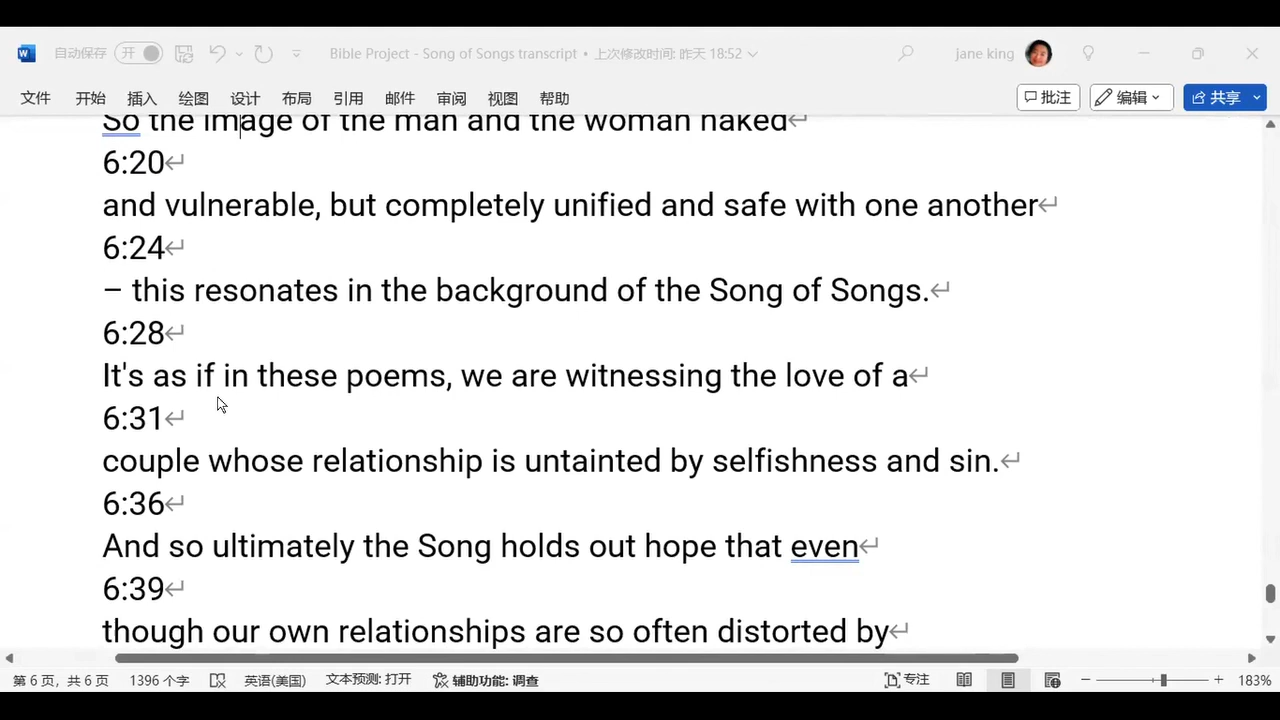 W 自动保存 开 Bible Project - Song of Songs transcript • 上次修改时间: 昨天 18:52 jane king
文件 开始 插入 绘图 设计 布局 引用 邮件 审阅 视图 帮助 批注 编辑 共享
So the image of the man and the woman naked↵
6:20↵
and vulnerable, but completely unified and safe with one another↵
6:24↵
– this resonates in the background of the Song of Songs.↵
6:28↵
It's as if in these poems, we are witnessing the love of a↵
6:31↵
couple whose relationship is untainted by selfishness and sin.↵
6:36↵
And so ultimately the Song holds out hope that even↵
6:39↵
though our own relationships are so often distorted by↵
第 6 页，共 6 页 1396 个字 英语(美国) 文本预测: 打开 辅助功能: 调查 专注 183%